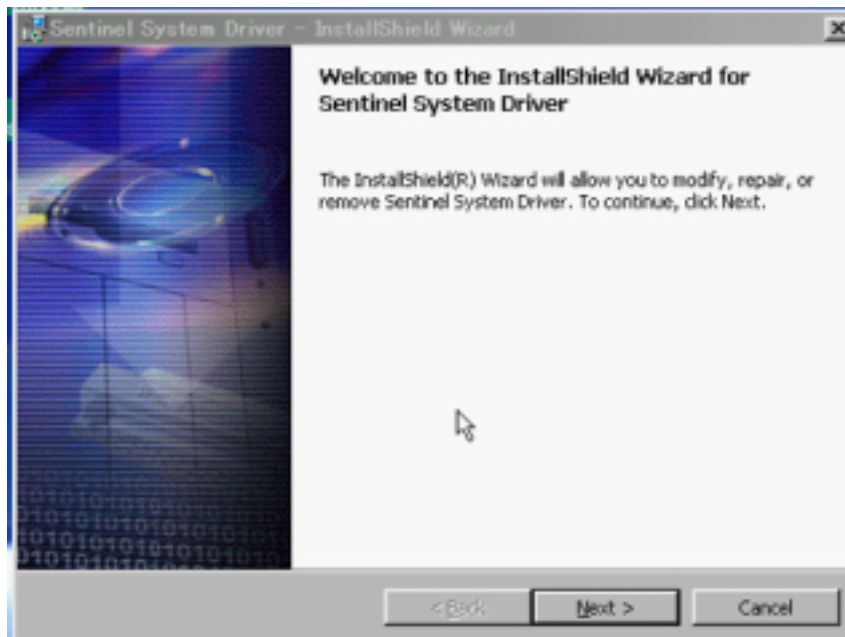 Sentinel System Driver - InstallShield Wizard
Welcome to the InstallShield Wizard for
Sentinel System Driver
The InstallShield(R) Wizard will allow you to modify, repair, or
remove Sentinel System Driver. To continue, click Next.
< Back
Next >
Cancel